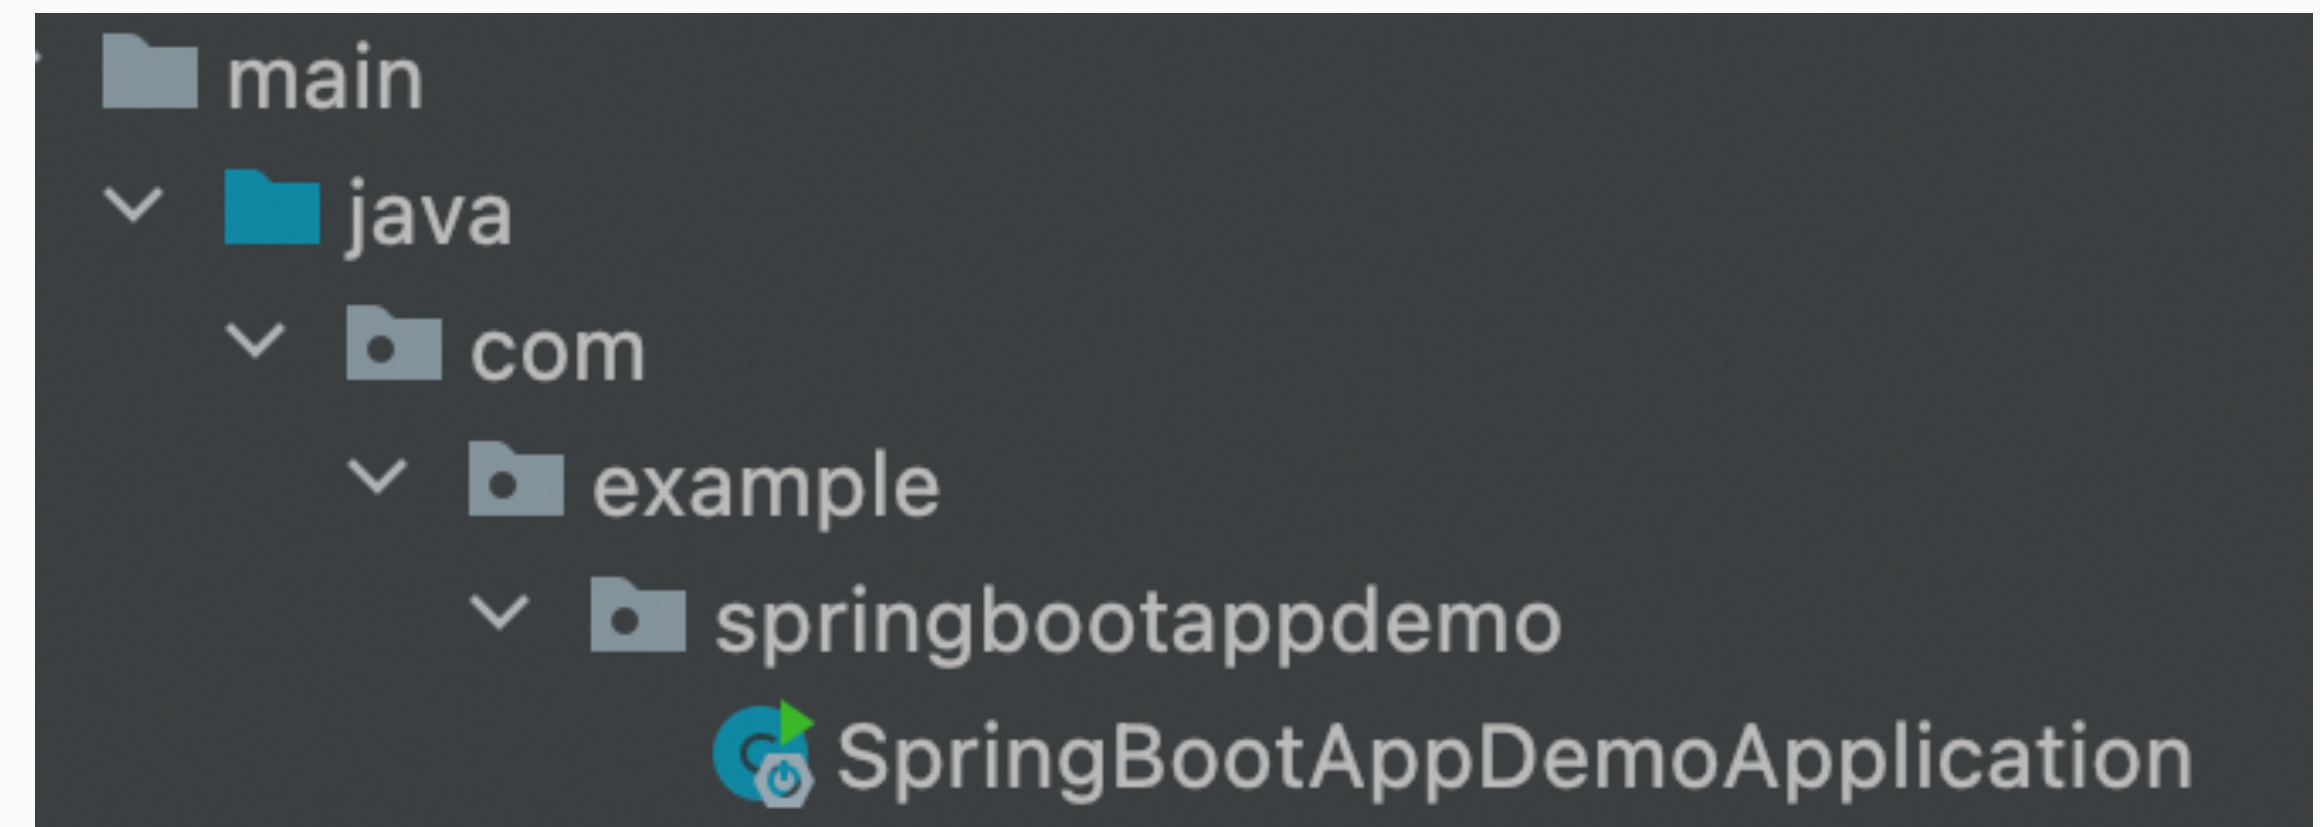 main
java
com
example
springbootappdemo
SpringBootAppDemoApplication